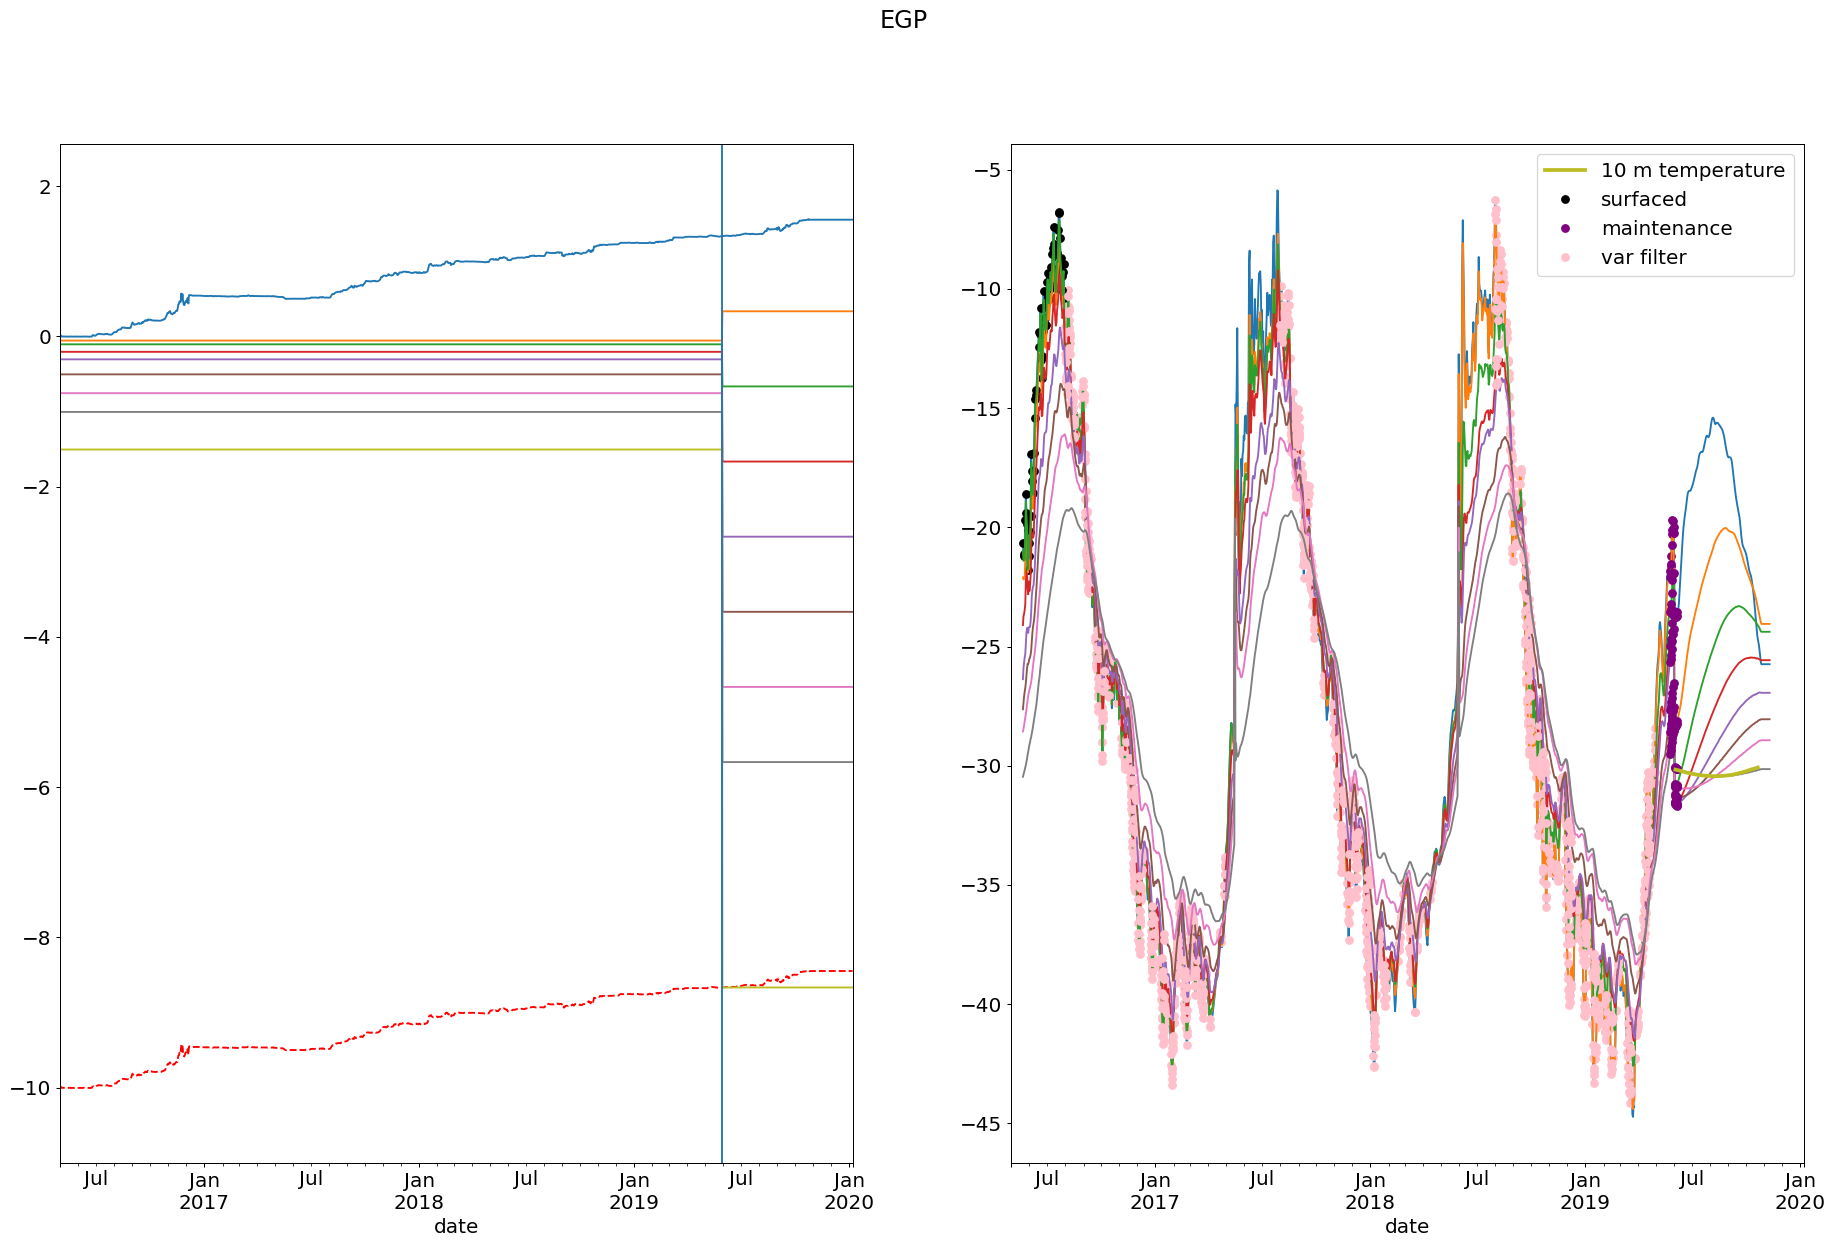 EGP
2
0
−2
−4
−6
−8
−10
Jul Jan Jul Jan Jul Jan Jul Jan
2017 2018 2019 2020
date
−5
−10
−15
−20
−25
−30
−35
−40
−45
10 m temperature
surfaced
maintenance
var filter
Jul Jan Jul Jan Jul Jan Jul Jan
2017 2018 2019 2020
date